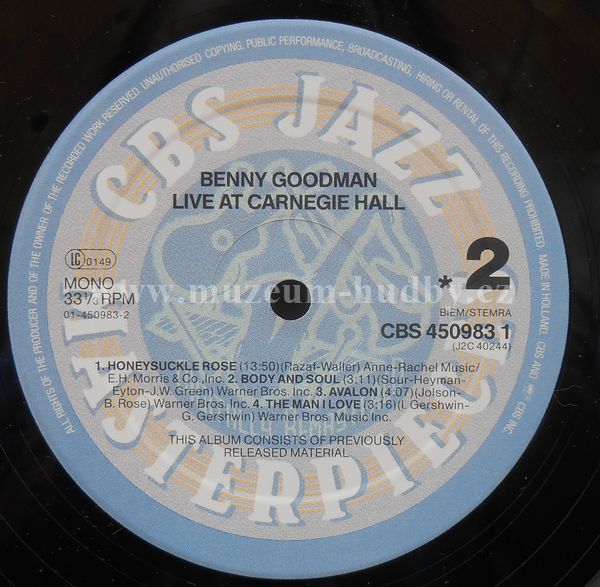 ALL RIGHTS OF THE PRODUCER AND OF THE OWNER OF THE RECORDED WORK RESERVED. UNAUTHORISED COPYING, PUBLIC PERFORMANCE, BROADCASTING, HIRING OR RENTAL OF THIS RECORDING PROHIBITED. MADE IN HOLLAND. CBS AND
CBS INC.
CBS JAZZ
MASTERPIECES
BENNY GOODMAN
LIVE AT CARNEGIE HALL
LC 0149
MONO
33 1/3 RPM
01-450983-2
* 2
BIEM/STEMRA
CBS 450983 1
(J2C 40244)
www.muzeum-hudby.cz
1. HONEYSUCKLE ROSE (13:50)(Razaf-Waller) Anne-Rachel Music/
E.H. Morris & Co., Inc. 2. BODY AND SOUL (3:11)(Sour-Heyman-
Eyton-J.W. Green) Warner Bros. Inc. 3. AVALON (4:07)(Jolson-
B. Rose) Warner Bros. Inc. 4. THE MAN I LOVE (3:16)(I. Gershwin-
G. Gershwin) Warner Bros. Music Inc.
THIS ALBUM CONSISTS OF PREVIOUSLY
RELEASED MATERIAL